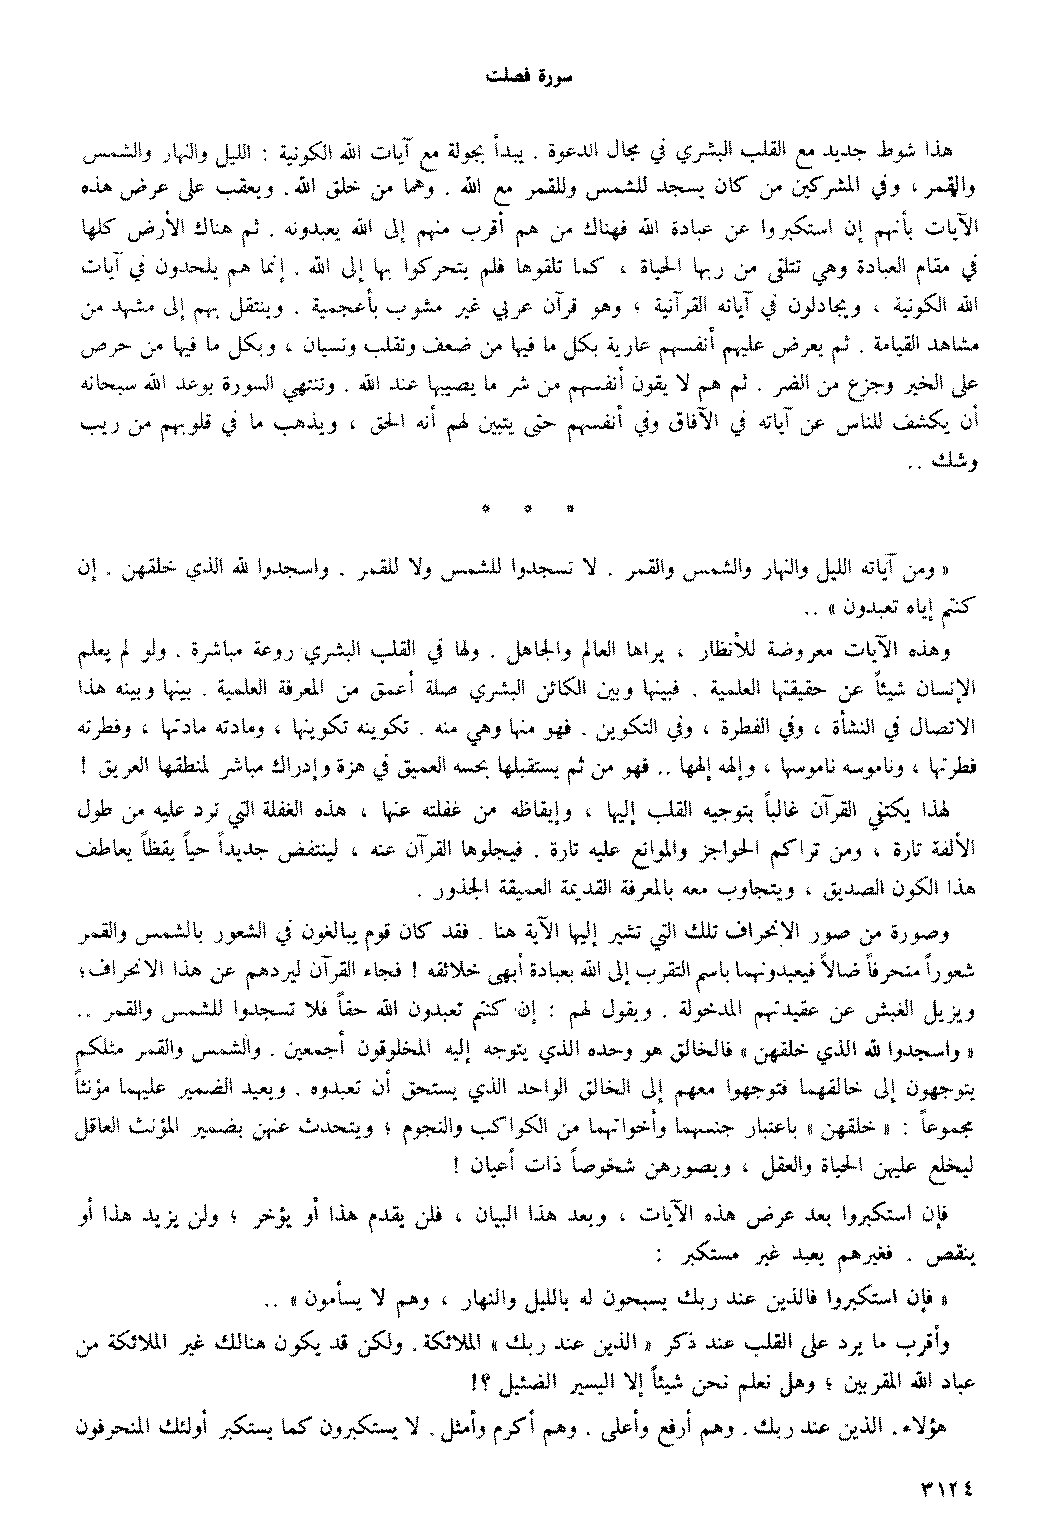 سورة فصلت
هذا شوط جديد مع القلب البشري في مجال الدعوة . يبدأ بجولة مع آيات الله الكونية : الليل والنهار والشمس
والقمر ، وفي المشركين من كان يسجد للشمس وللقمر مع الله . وهما من خلق الله . ويعقب على عرض هذه
الآيات بأنهم إن استكبروا عن عبادة الله فهناك من هم أقرب منهم إلى الله يعبدونه . ثم هناك الأرض كلها
في مقام العبادة وهي تتلقى من ربها الحياة ، كما تلقوها فلم يتحركوا بها إلى الله . إنما هم يلحدون في آيات
الله الكونية ، ويجادلون في آياته القرآنية ؛ وهو قرآن عربي غير مشوب بأعجمية . وينتقل بهم إلى مشهد من
مشاهد القيامة . ثم يعرض عليهم أنفسهم عارية بكل ما فيها من ضعف وتقلب ونسيان ، وبكل ما فيها من حرص
على الخير وجزع من الضر . ثم هم لا يقون أنفسهم من شر ما يصيبها عند الله . وتنتهي السورة بوعد الله سبحانه
أن يكشف للناس عن آياته في الآفاق وفي أنفسهم حتى يتبين لهم أنه الحق ، ويذهب ما في قلوبهم من ريب
وشك ..
* * *
« ومن آياته الليل والنهار والشمس والقمر . لا تسجدوا للشمس ولا للقمر . واسجدوا لله الذي خلقهن . إن
كنتم إياه تعبدون » ..
وهذه الآيات معروضة للأنظار ، يراها العالم والجاهل . ولها في القلب البشري روعة مباشرة . ولو لم يعلم
الإنسان شيئاً عن حقيقتها العلمية . فبينها وبين الكائن البشري صلة أعمق من المعرفة العلمية . بينها وبينه هذا
الاتصال في النشأة ، وفي الفطرة ، وفي التكوين . فهو منها وهي منه . تكوينه تكوينها ، ومادته مادتها ، وفطرته
فطرتها ، وناموسه ناموسها ، وإلهه إلهها .. فهو من ثم يستقبلها بحسه العميق في هزة وإدراك مباشر لمنطقها العريق !
لهذا يكتفي القرآن غالباً بتوجيه القلب إليها ، وإيقاظه من غفلته عنها ، هذه الغفلة التي ترد عليه من طول
الألفة تارة ، ومن تراكم الحواجز والموانع عليه تارة . فيجلوها القرآن عنه ، لينتفض جديداً حياً يقظاً يعاطف
هذا الكون الصديق ، ويتجاوب معه بالمعرفة القديمة العميقة الجذور .
وصورة من صور الانحراف تلك التي تشير إليها الآية هنا . فقد كان قوم يبالغون في الشعور بالشمس والقمر
شعوراً منحرفاً ضالاً فيعبدونهما باسم التقرب إلى الله بعبادة أبهى خلائقه ! فجاء القرآن ليردهم عن هذا الانحراف؛
ويزيل الغبش عن عقيدتهم المدخولة . ويقول لهم : إن كنتم تعبدون الله حقاً فلا تسجدوا للشمس والقمر ..
« واسجدوا لله الذي خلقهن » فالخالق هو وحده الذي يتوجه إليه المخلوقون أجمعين . والشمس والقمر مثلكم
يتوجهون إلى خالقهما فتوجهوا معهم إلى الخالق الواحد الذي يستحق أن تعبدوه . ويعيد الضمير عليهما مؤنثاً
مجموعاً : « خلقهن » باعتبار جنسهما وأخواتهما من الكواكب والنجوم ؛ ويتحدث عنهن بضمير المؤنث العاقل
ليخلع عليهن الحياة والعقل ، ويصورهن شخوصاً ذات أعيان !
فإن استكبروا بعد عرض هذه الآيات ، وبعد هذا البيان ، فلن يقدم هذا أو يؤخر ؛ ولن يزيد هذا أو
ينقص . فغيرهم يعبد غير مستكبر :
« فإن استكبروا فالذين عند ربك يسبحون له بالليل والنهار ، وهم لا يسأمون » ..
وأقرب ما يرد على القلب عند ذكر « الذين عند ربك » الملائكة . ولكن قد يكون هنالك غير الملائكة من
عباد الله المقربين ؛ وهل نعلم نحن شيئاً إلا اليسير الضئيل ؟!
هؤلاء . الذين عند ربك . وهم أرفع وأعلى . وهم أكرم وأمثل . لا يستكبرون كما يستكبر أولئك المنحرفون
٣١٢٤